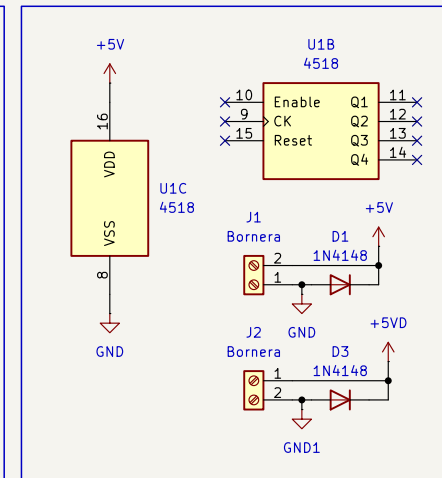 +5V
16
VDD
VSS
8
U1C
4518
GND
U1B
4518
10 Enable Q1 11
9 CK Q2 12
15 Reset Q3 13
Q4 14
J1
Bornera
2
1
D1
1N4148
+5V
GND
J2
Bornera
1
2
D3
1N4148
+5VD
GND1